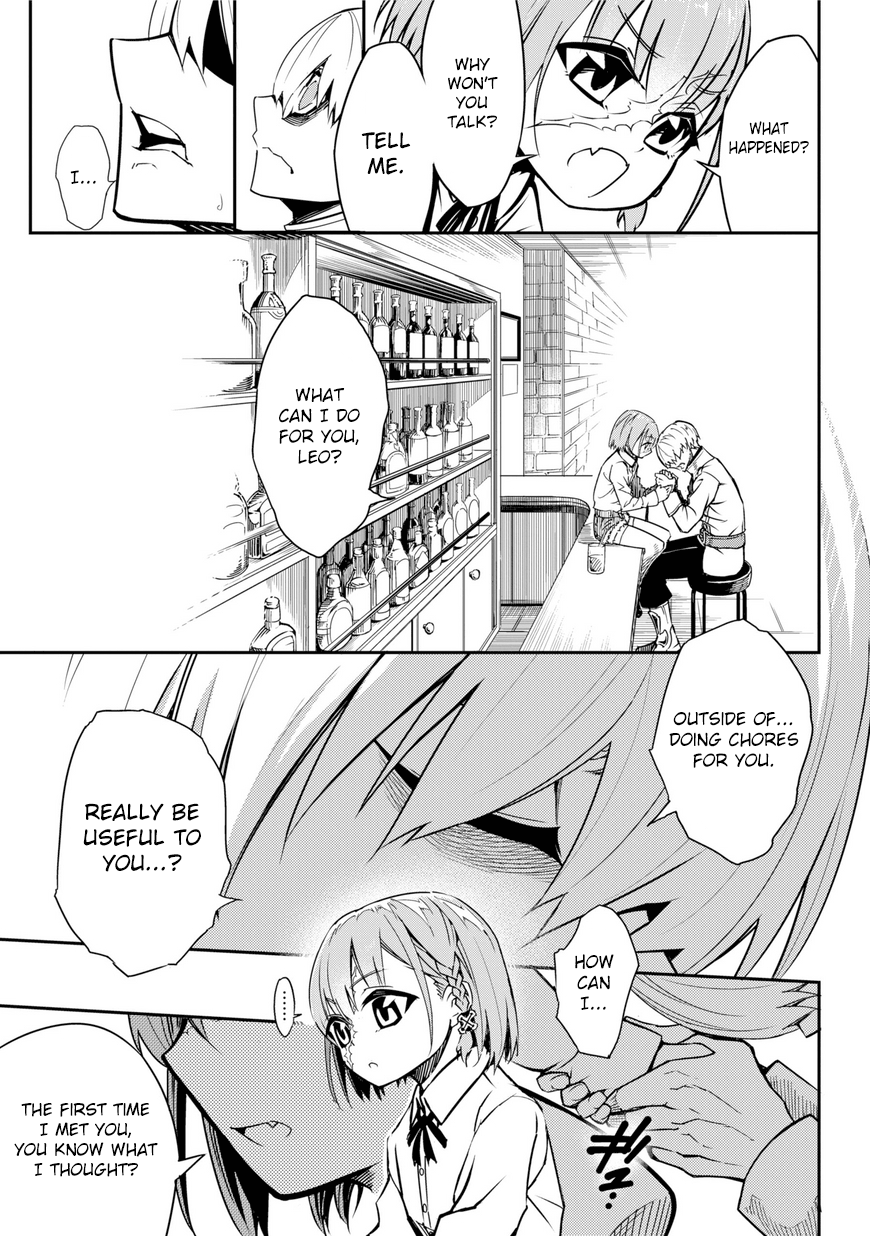 WHAT
HAPPENED?
WHY
WON'T
YOU
TALK?
TELL
ME.
I...
WHAT
CAN I DO
FOR YOU,
LEO?
OUTSIDE OF...
DOING CHORES
FOR YOU.
HOW
CAN
I...
REALLY BE
USEFUL TO
YOU...?
......
THE FIRST TIME
I MET YOU,
YOU KNOW WHAT
I THOUGHT?